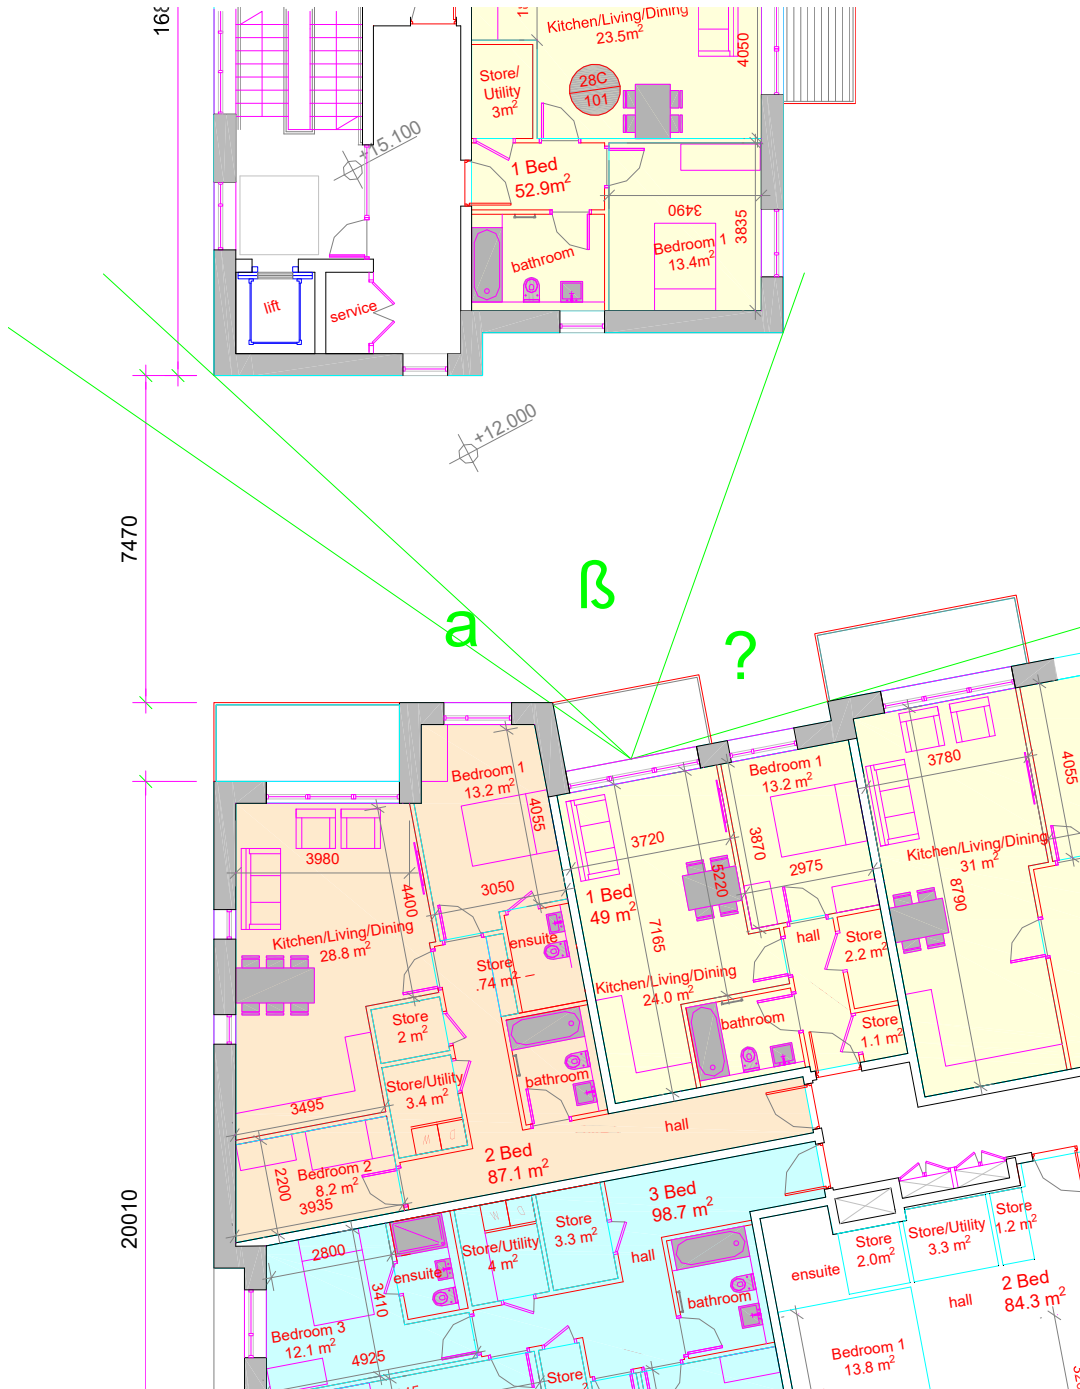 Kitchen/Living/Dining
23.5m²
4050
Store/
Utility
3m²
28C
101
+15.100
1 Bed
52.9m²
3490
3835
Bedroom 1
13.4m²
bathroom
lift
service
+12.000
7470
a
ß
?
Bedroom 1
13.2 m²
4055
3050
3980
4400
Kitchen/Living/Dining
28.8 m²
ensuite
Store
.74 m²
Store
2 m²
Store/Utility
3.4 m²
bathroom
3495
Bedroom 2
8.2 m²
2200
3935
2 Bed
87.1 m²
hall
3720
5220
1 Bed
49 m²
7165
Kitchen/Living/Dining
24.0 m²
bathroom
Bedroom 1
13.2 m²
3870
2975
hall
Store
2.2 m²
Store
1.1 m²
3780
4055
Kitchen/Living/Dining
31 m²
8790
20010
3 Bed
98.7 m²
Store
3.3 m²
Store/Utility
4 m²
hall
ensuite
2800
3410
Bedroom 3
12.1 m²
4925
bathroom
Store
ensuite
Store
2.0m²
Store/Utility
3.3 m²
Store
1.2 m²
hall
2 Bed
84.3 m²
Bedroom 1
13.8 m²